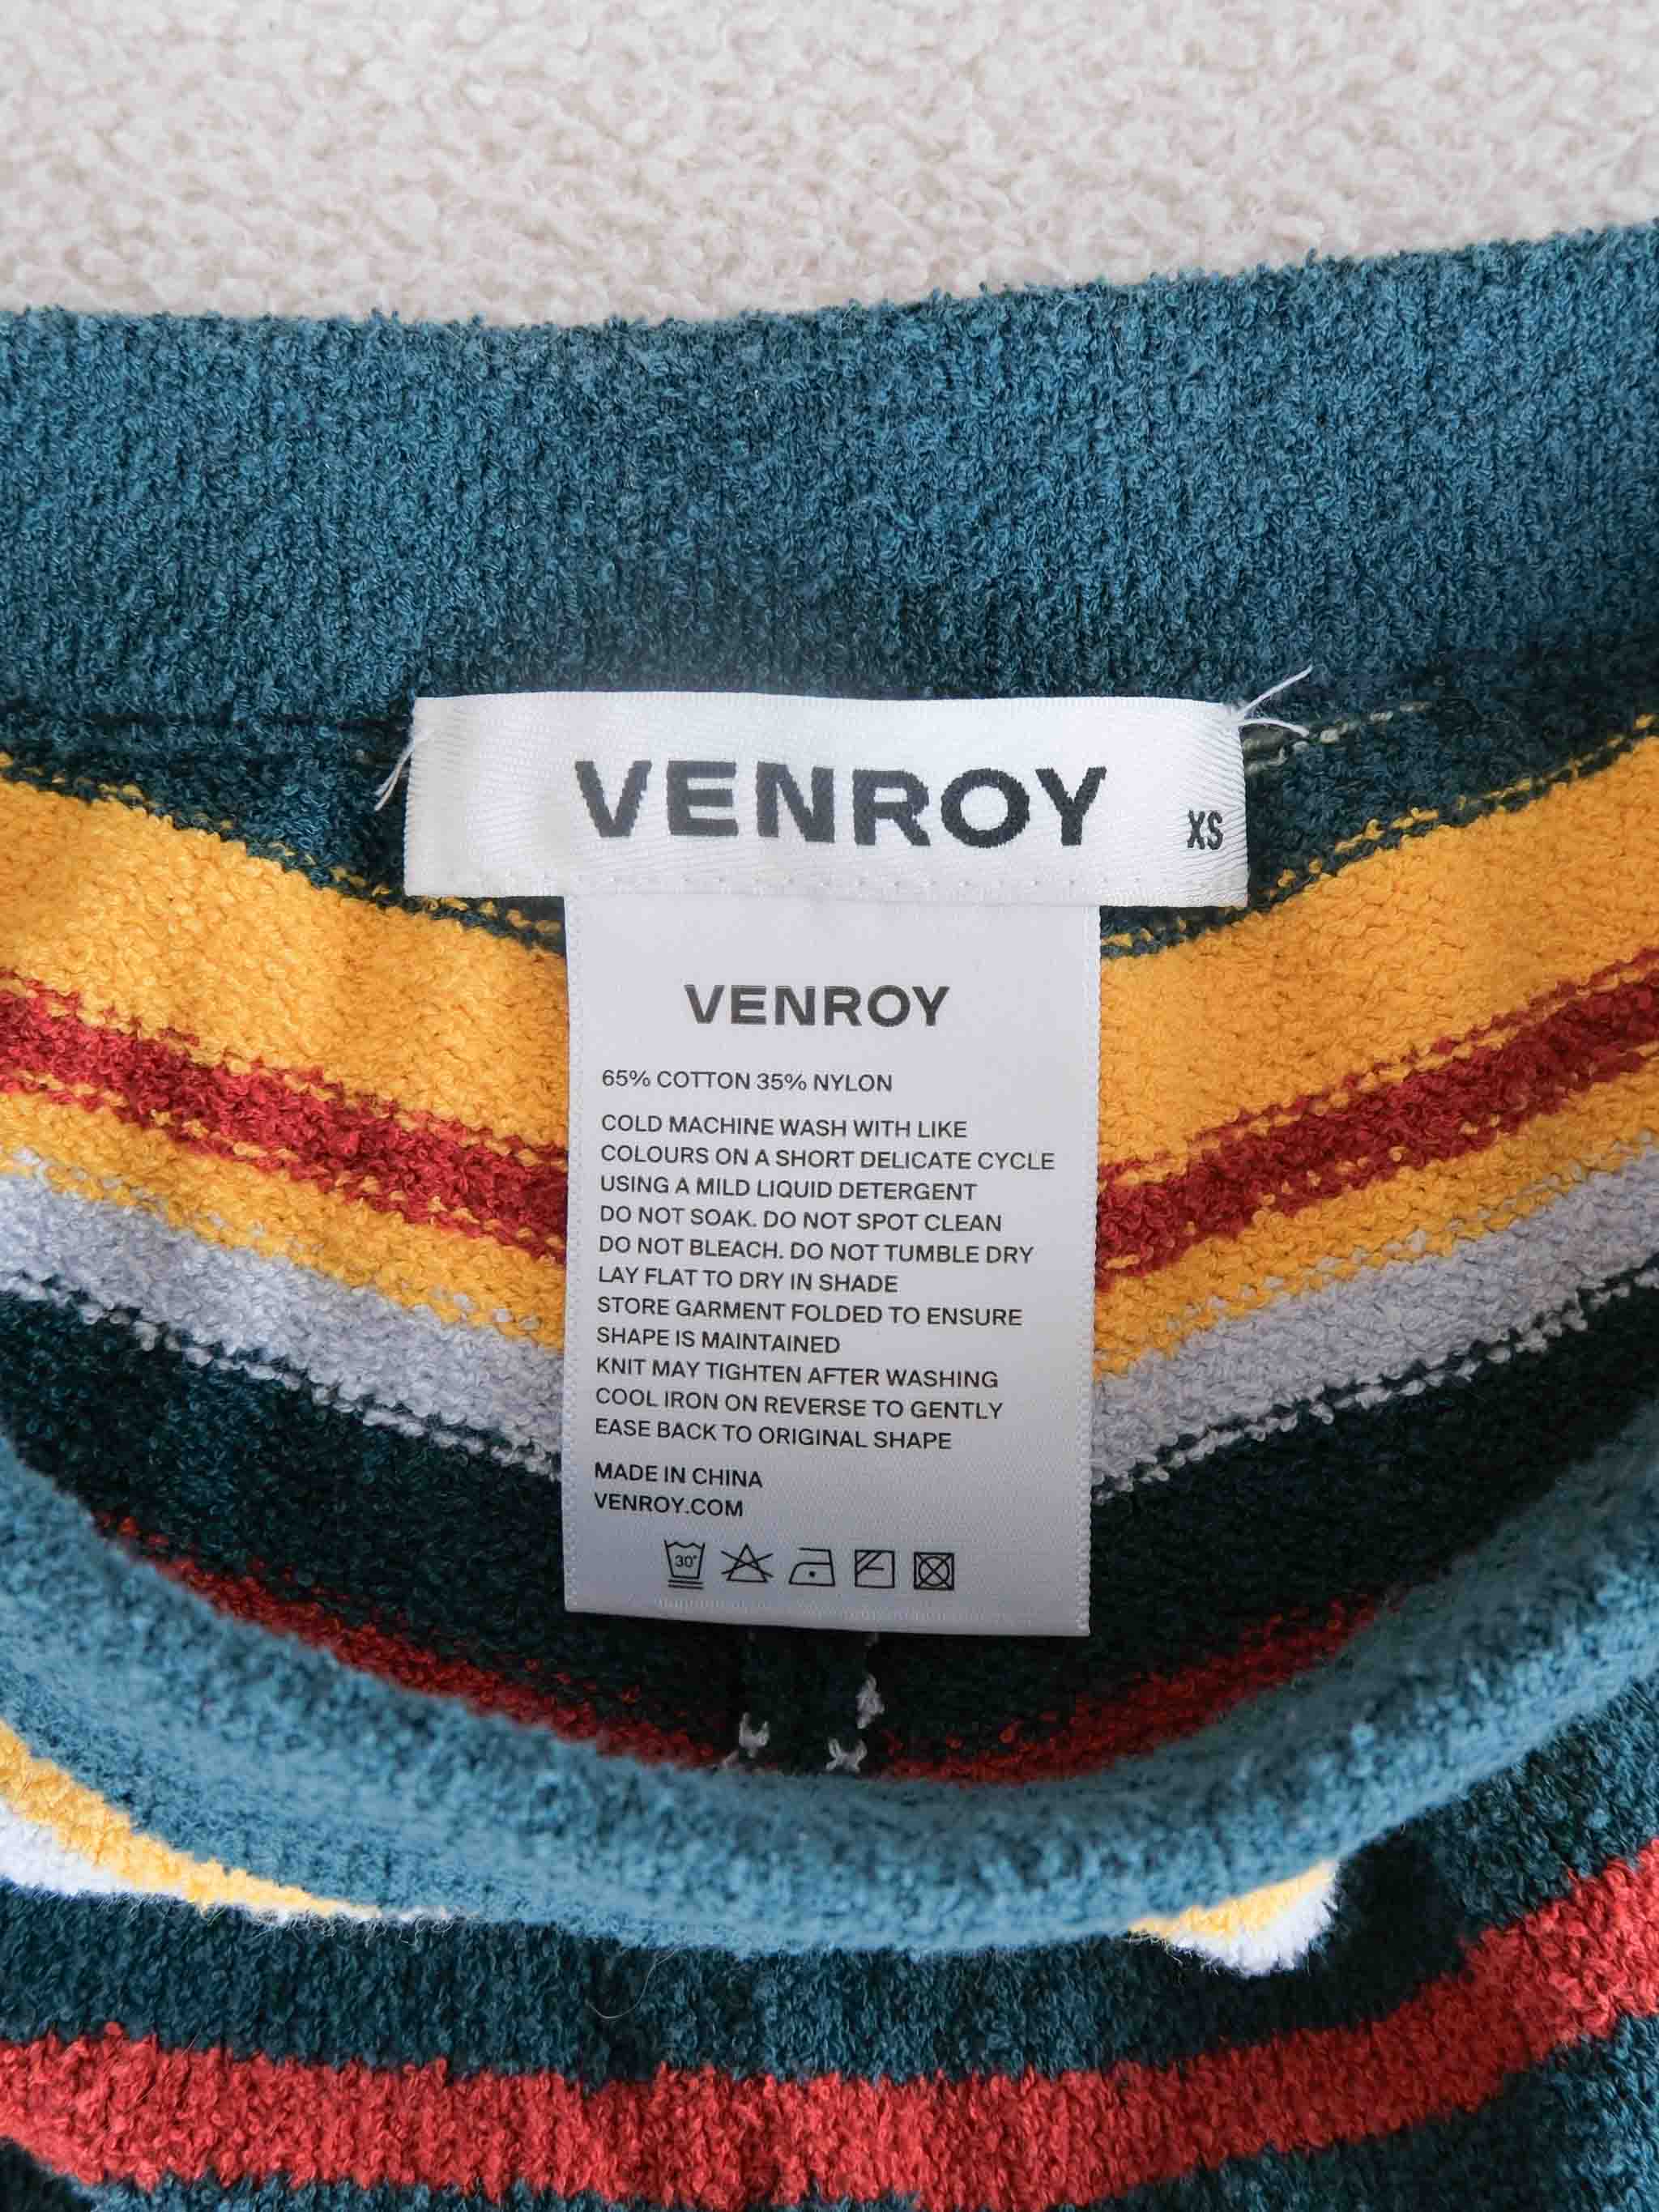 VENROY
XS
VENROY
65% COTTON 35% NYLON
COLD MACHINE WASH WITH LIKE
COLOURS ON A SHORT DELICATE CYCLE
USING A MILD LIQUID DETERGENT
DO NOT SOAK. DO NOT SPOT CLEAN
DO NOT BLEACH. DO NOT TUMBLE DRY
LAY FLAT TO DRY IN SHADE
STORE GARMENT FOLDED TO ENSURE
SHAPE IS MAINTAINED
KNIT MAY TIGHTEN AFTER WASHING
COOL IRON ON REVERSE TO GENTLY
EASE BACK TO ORIGINAL SHAPE
MADE IN CHINA
VENROY.COM
30°